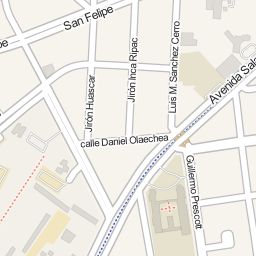 San Felipe
Jirón Huascar
Jirón Inca Ripac
Luis M. Sanchez Cerro
Avenida Sal
calle Daniel Olaechea
Guillermo Prescott